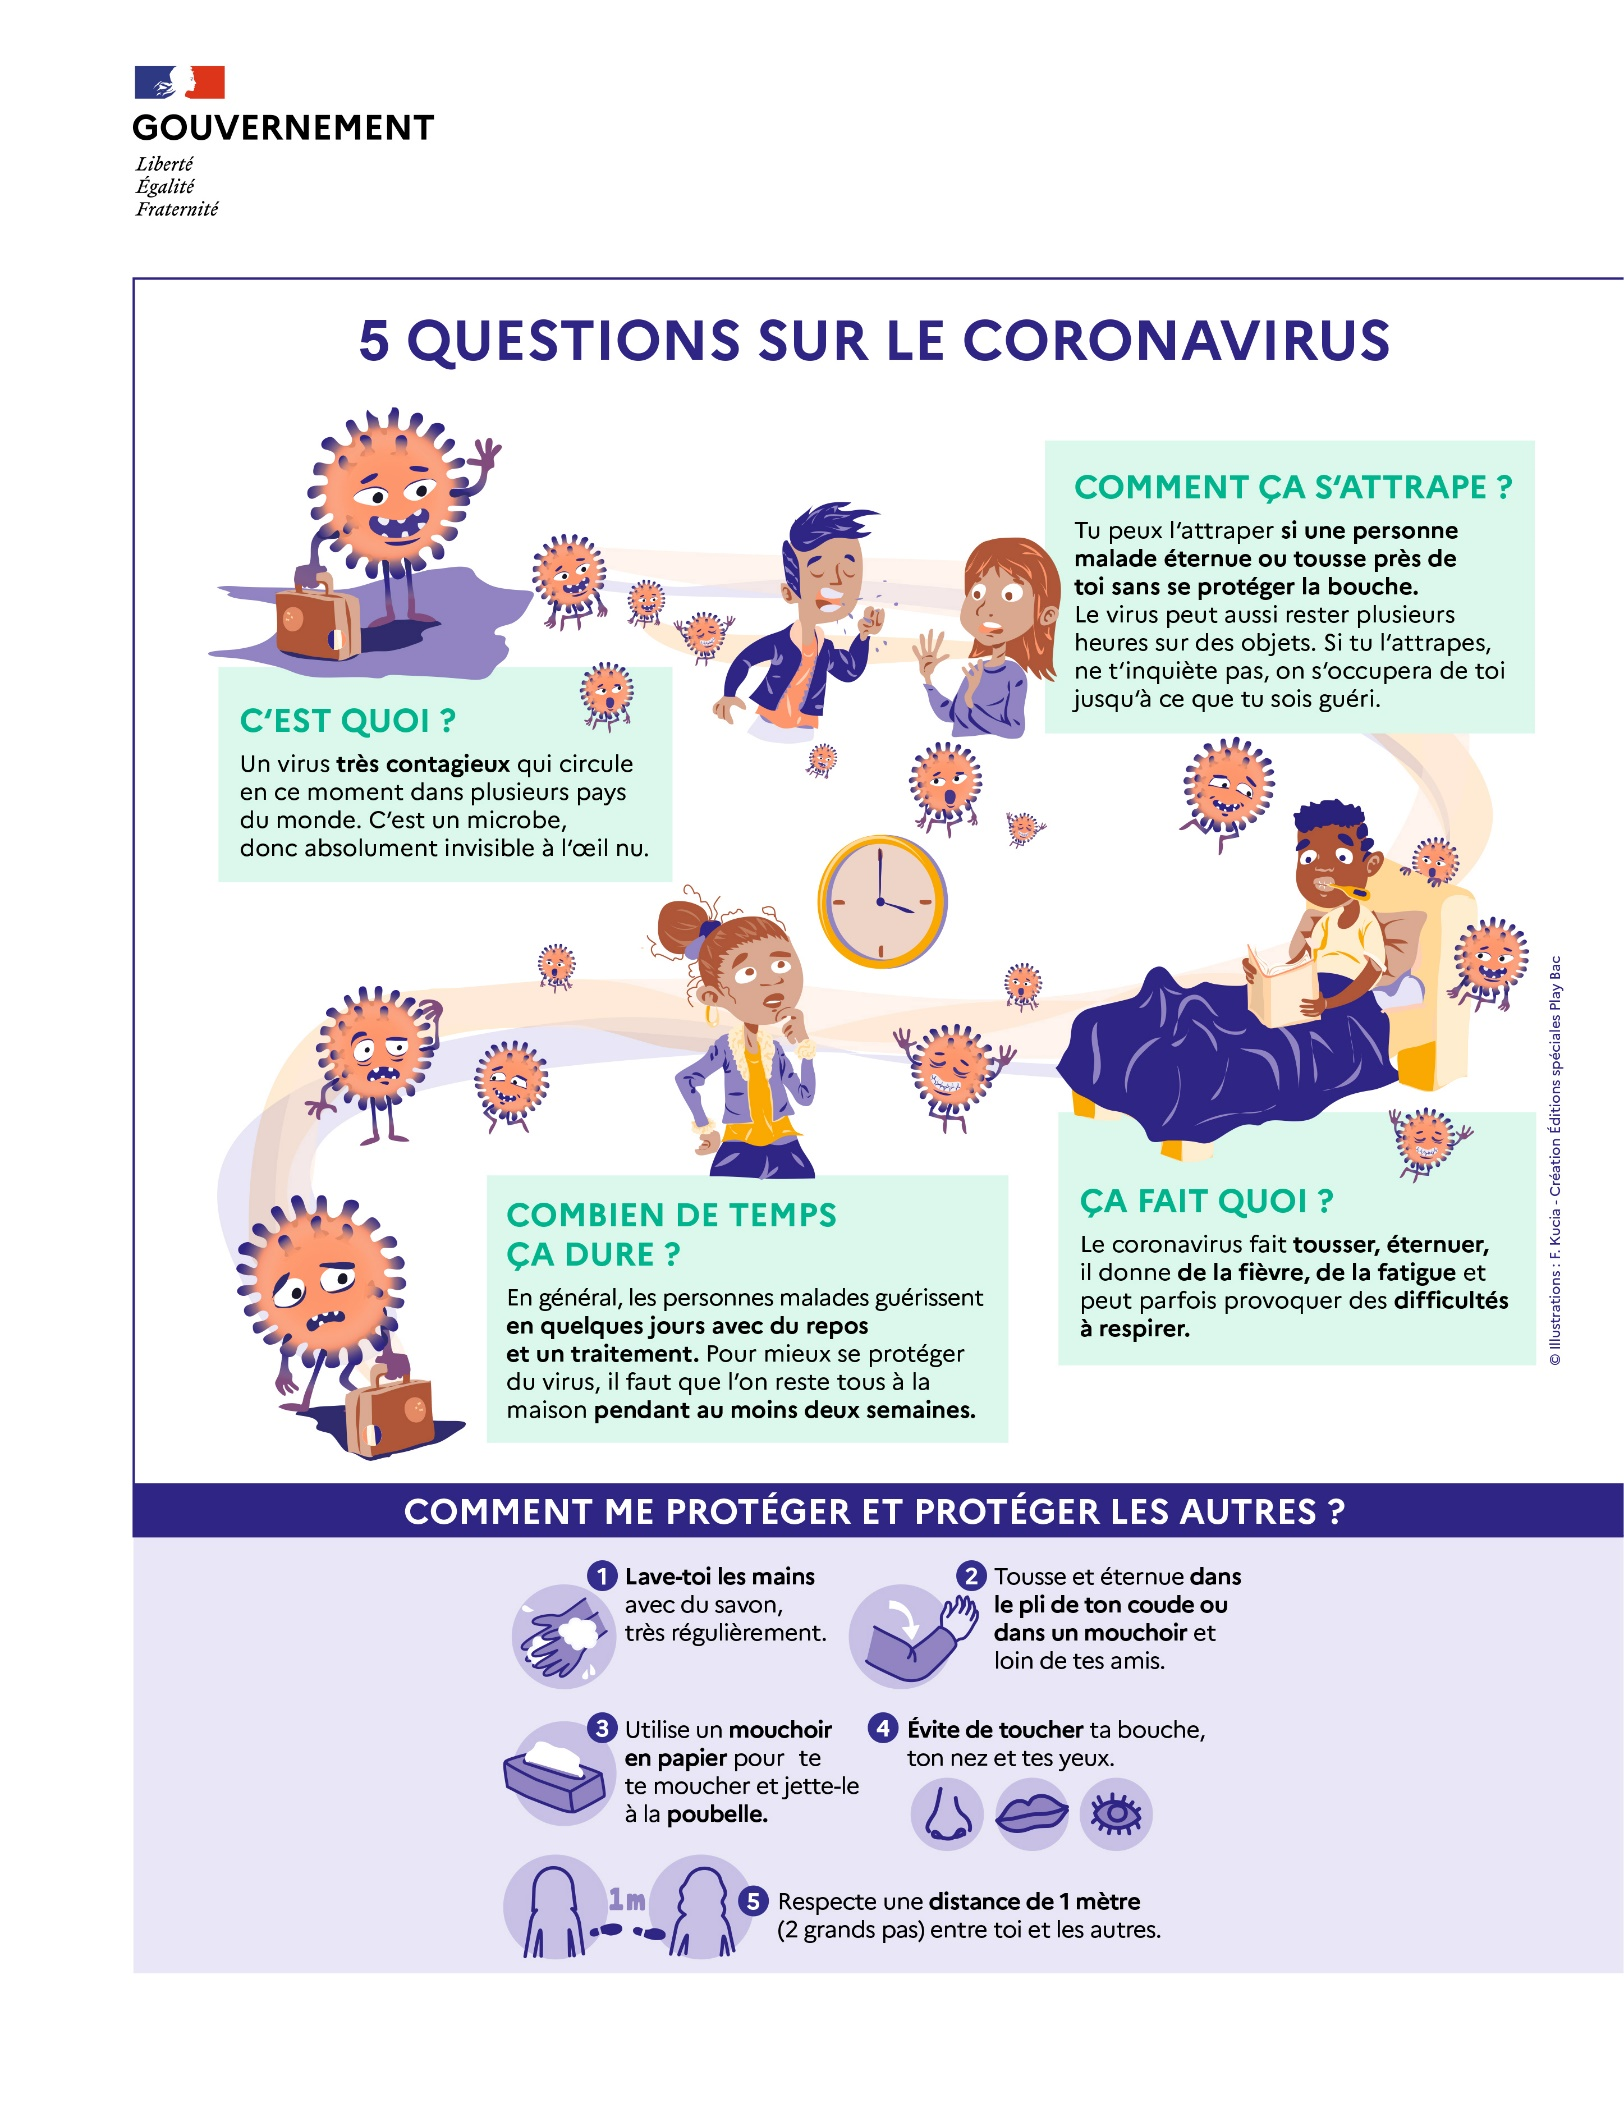 GOUVERNEMENT
Liberté
Égalité
Fraternité
5 QUESTIONS SUR LE CORONAVIRUS
C'EST QUOI ?
Un virus très contagieux qui circule
en ce moment dans plusieurs pays
du monde. C'est un microbe,
donc absolument invisible à l'œil nu.
COMMENT ÇA S'ATTRAPE ?
Tu peux l'attraper si une personne
malade éternue ou tousse près de
toi sans se protéger la bouche.
Le virus peut aussi rester plusieurs
heures sur des objets. Si tu l'attrapes,
ne t'inquiète pas, on s'occupera de toi
jusqu'à ce que tu sois guéri.
ÇA FAIT QUOI ?
Le coronavirus fait tousser, éternuer,
il donne de la fièvre, de la fatigue et
peut parfois provoquer des difficultés
à respirer.
COMBIEN DE TEMPS
ÇA DURE ?
En général, les personnes malades guérissent
en quelques jours avec du repos
et un traitement. Pour mieux se protéger
du virus, il faut que l'on reste tous à la
maison pendant au moins deux semaines.
© Illustrations : F. Kucia - Création Éditions spéciales Play Bac
COMMENT ME PROTÉGER ET PROTÉGER LES AUTRES ?
1 Lave-toi les mains
avec du savon,
très régulièrement.
2 Tousse et éternue dans
le pli de ton coude ou
dans un mouchoir et
loin de tes amis.
3 Utilise un mouchoir
en papier pour te
te moucher et jette-le
à la poubelle.
4 Évite de toucher ta bouche,
ton nez et tes yeux.
1m
5 Respecte une distance de 1 mètre
(2 grands pas) entre toi et les autres.